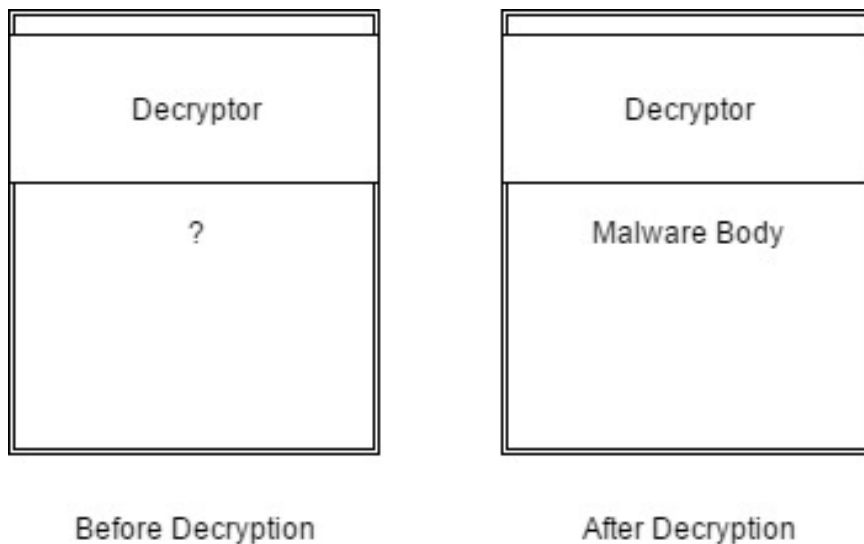 Decryptor
?
Before Decryption
Decryptor
Malware Body
After Decryption